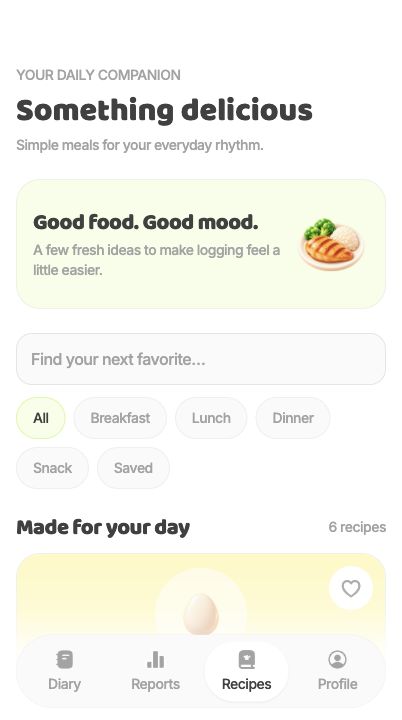 YOUR DAILY COMPANION
Something delicious
Simple meals for your everyday rhythm.
Good food. Good mood.
A few fresh ideas to make logging feel a
little easier.
Find your next favorite...
All Breakfast Lunch Dinner
Snack Saved
Made for your day 6 recipes
Diary Reports Recipes Profile